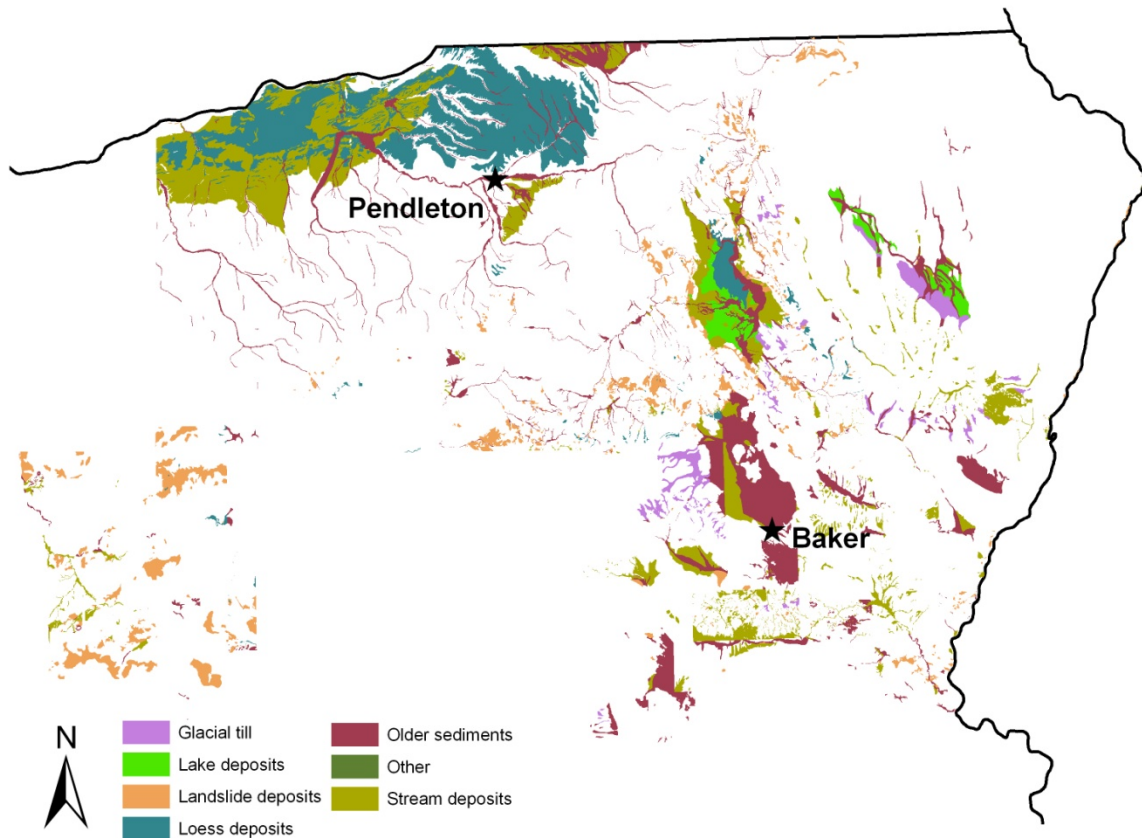 Pendleton
Baker
N
Glacial till
Lake deposits
Landslide deposits
Loess deposits
Older sediments
Other
Stream deposits